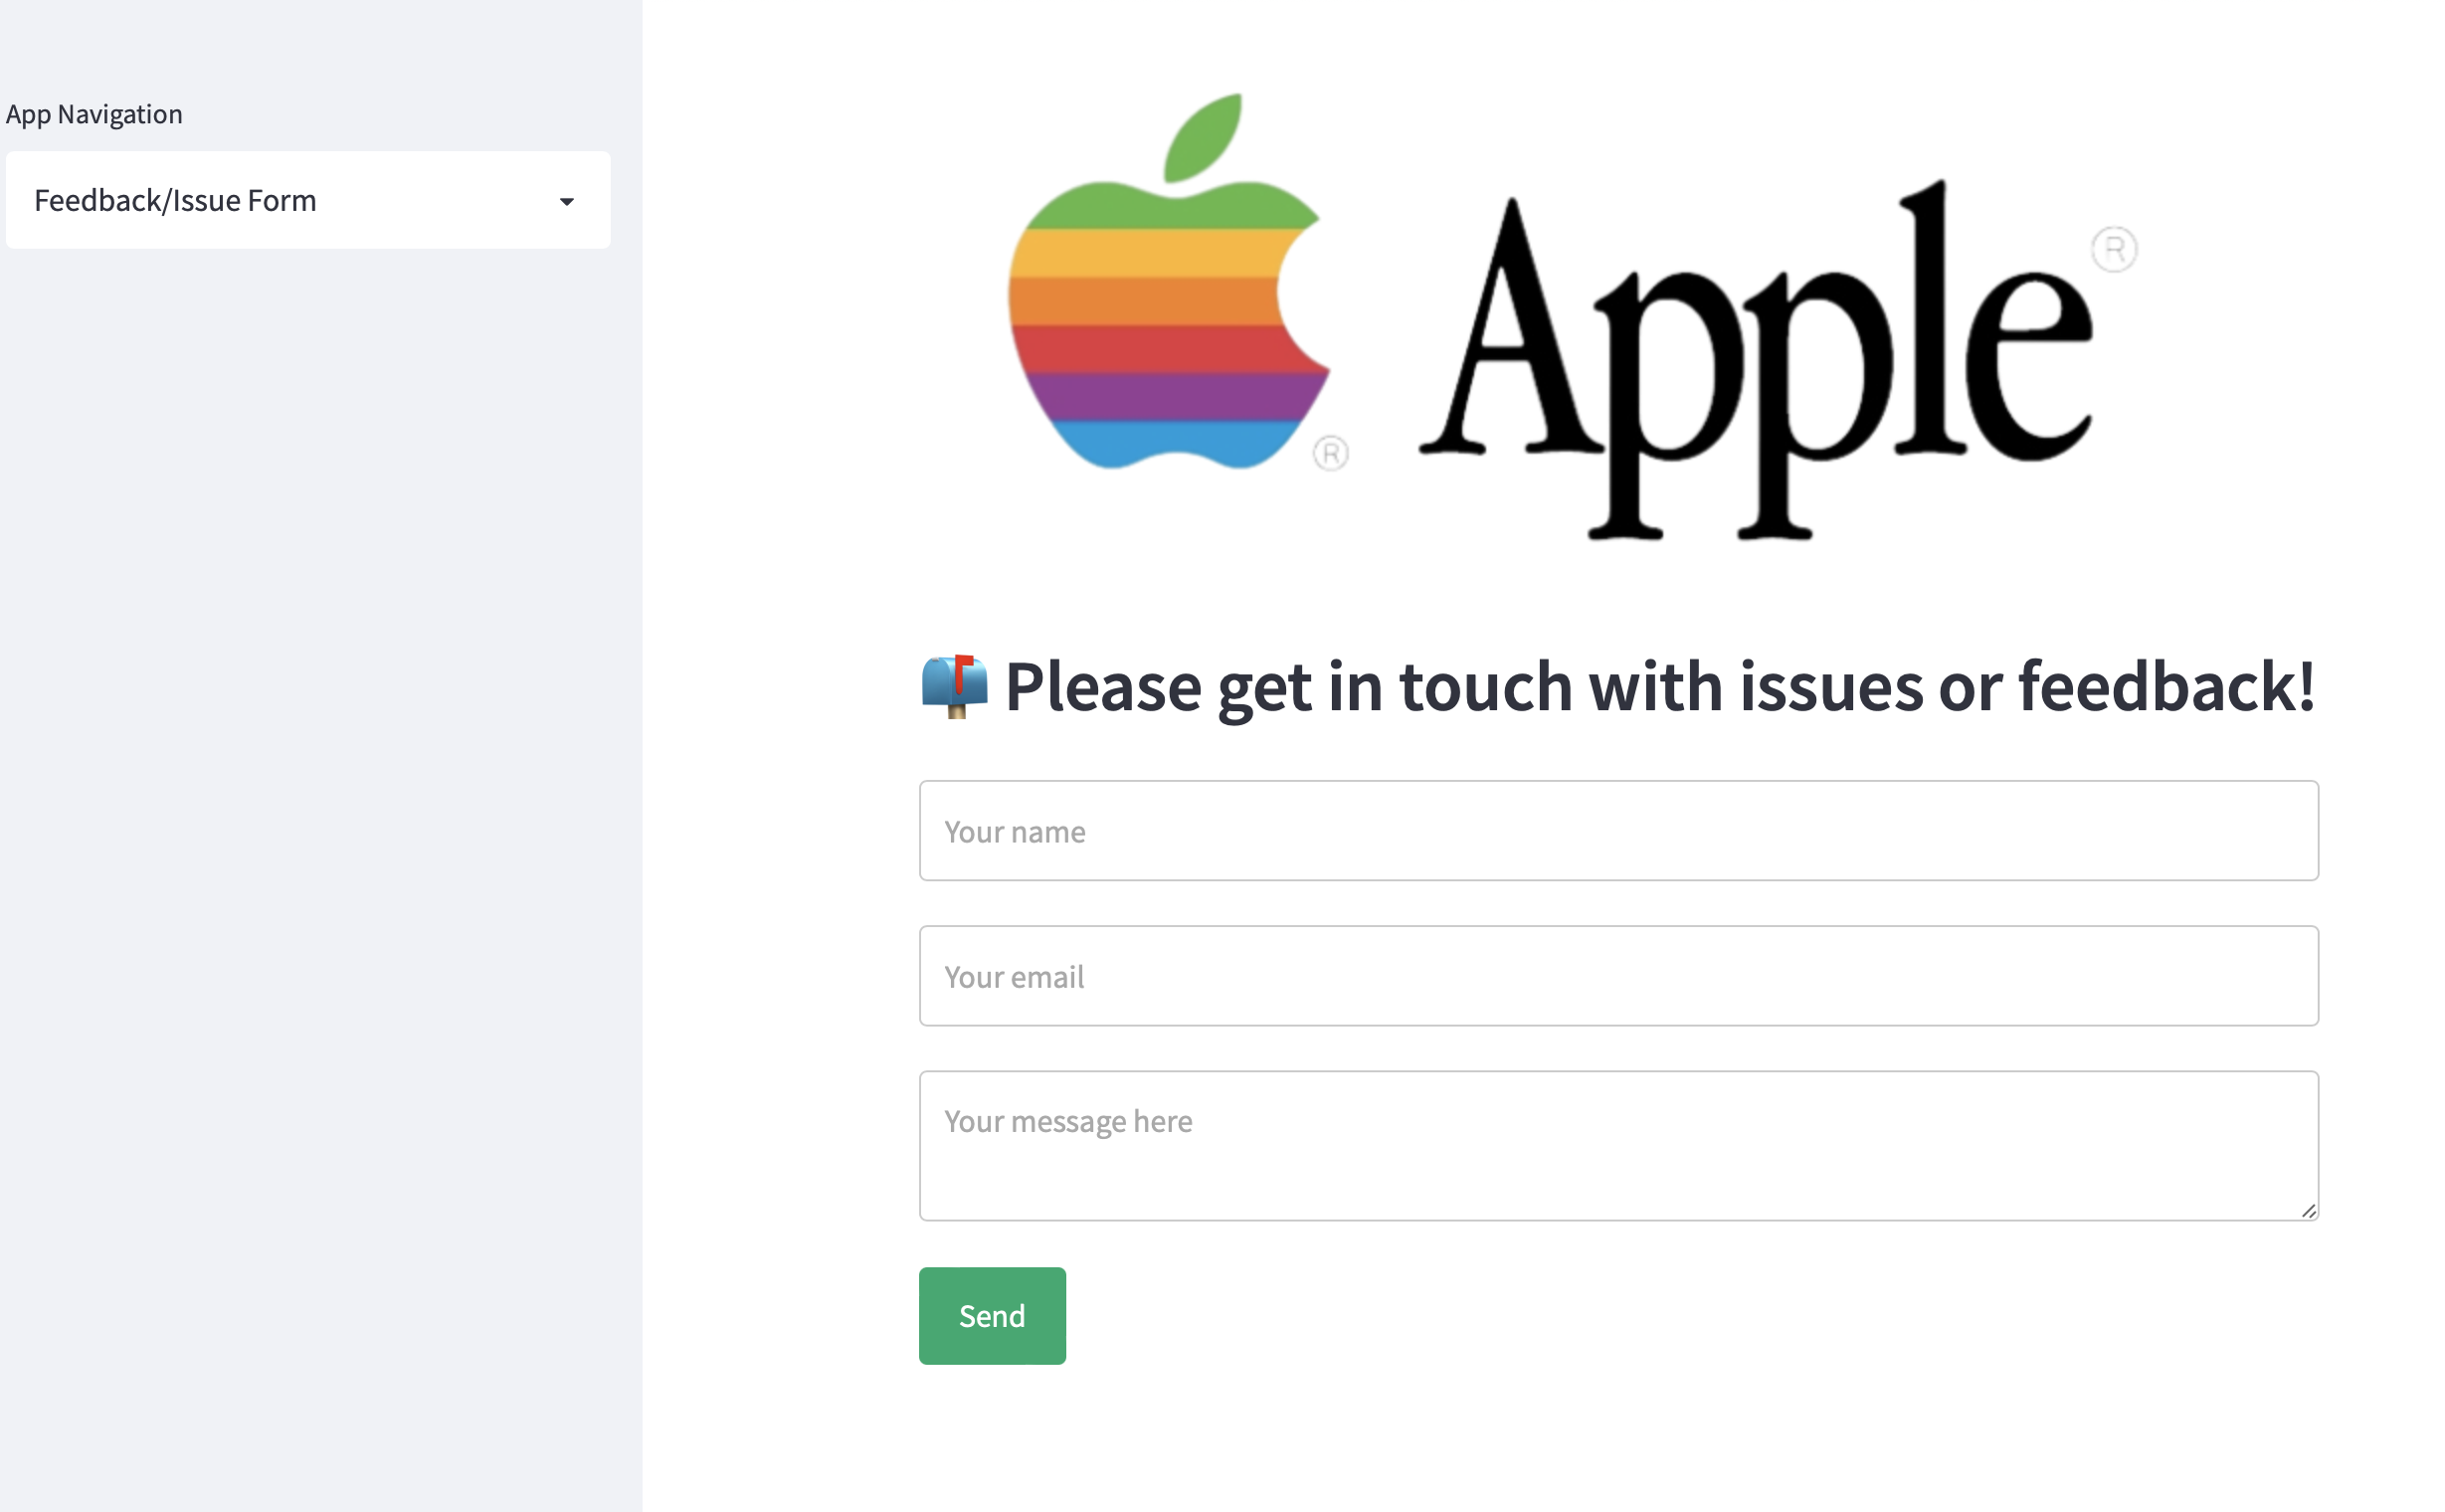 App Navigation
Feedback/Issue Form
Apple®
®
Please get in touch with issues or feedback!
Your name
Your email
Your message here
Send